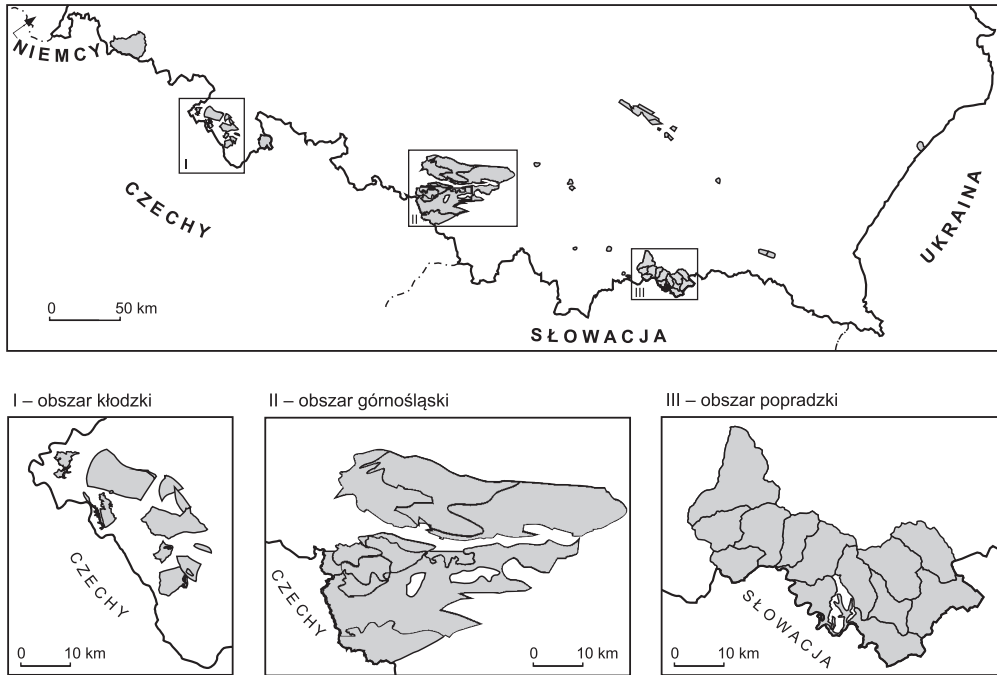 NIEMCY
I
CZECHY
II
UKRAINA
III
0 50 km
SŁOWACJA
I – obszar kłodzki
II – obszar górnośląski
III – obszar popradzki
CZECHY
0 10 km
CZECHY
0 10 km
SŁOWACJA
0 10 km